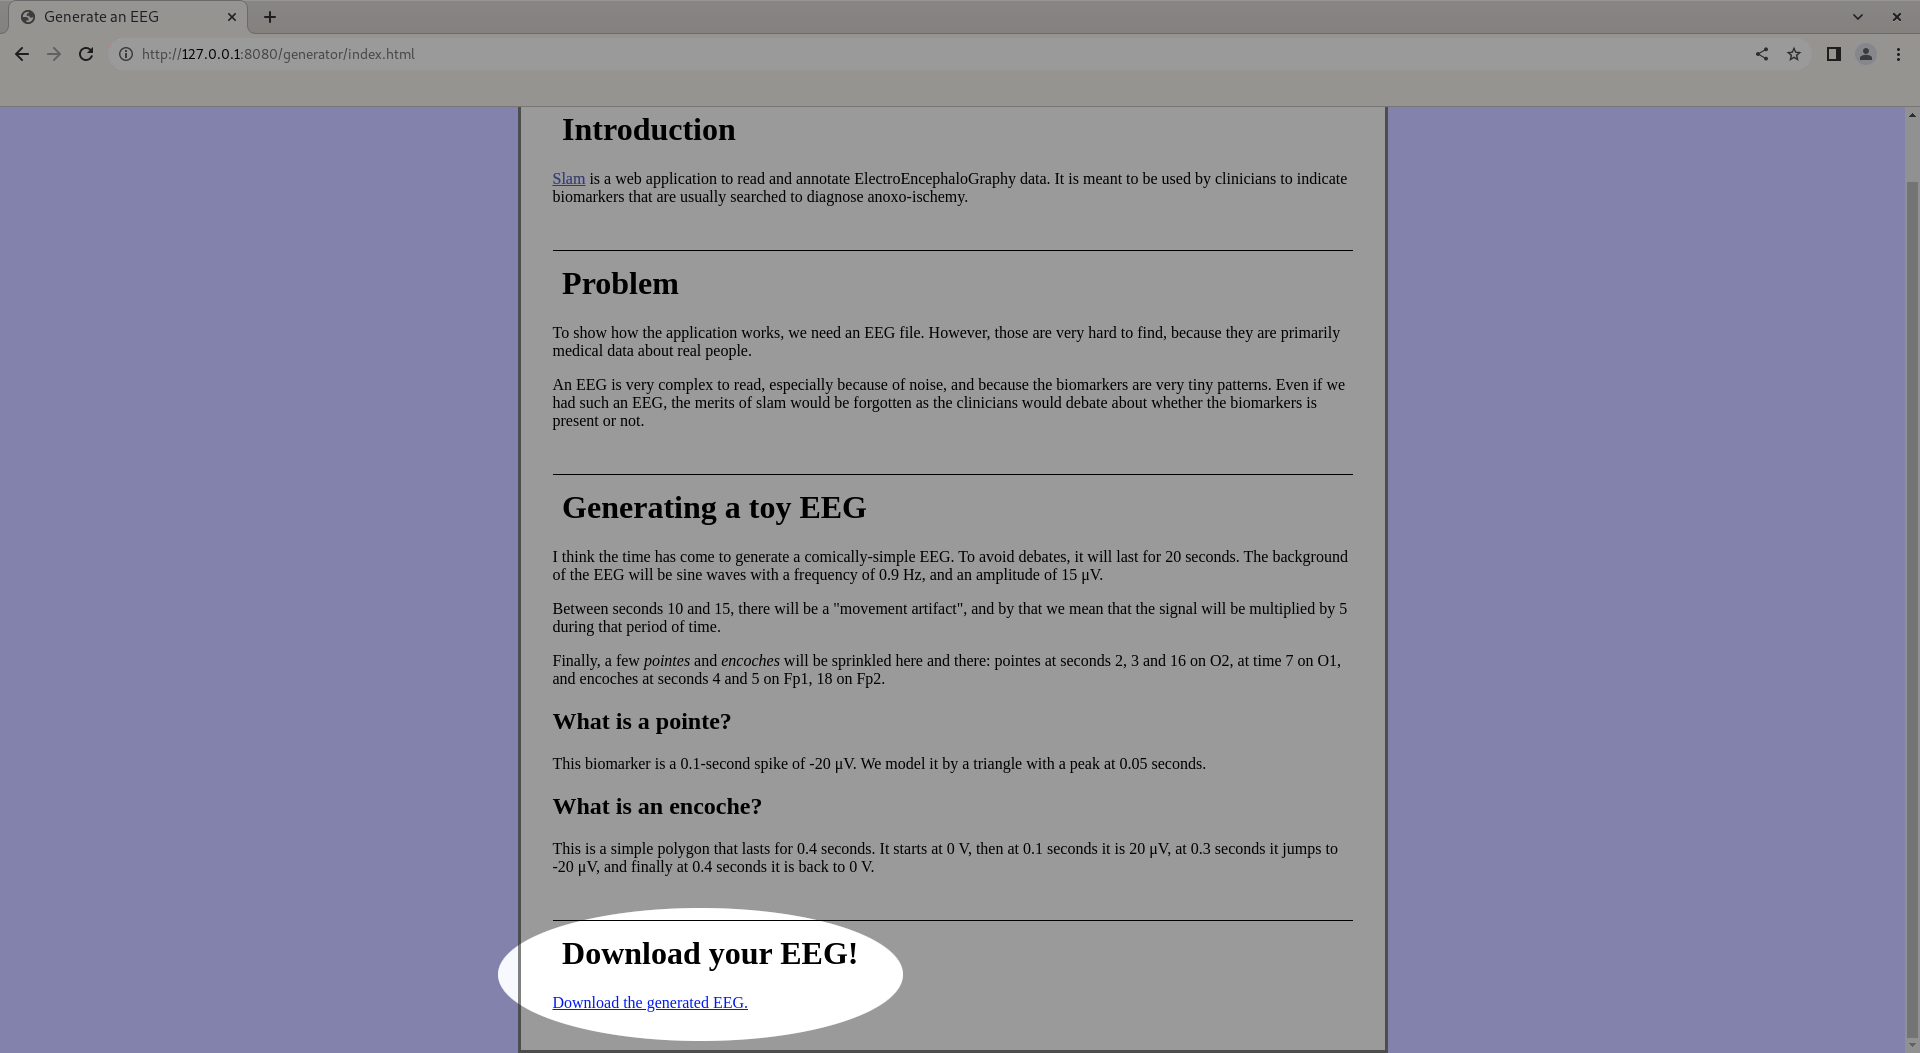 Generate an EEG
http://127.0.0.1:8080/generator/index.html
Introduction
Slam is a web application to read and annotate ElectroEncephaloGraphy data. It is meant to be used by clinicians to indicate
biomarkers that are usually searched to diagnose anoxo-ischemy.
Problem
To show how the application works, we need an EEG file. However, those are very hard to find, because they are primarily
medical data about real people.
An EEG is very complex to read, especially because of noise, and because the biomarkers are very tiny patterns. Even if we
had such an EEG, the merits of slam would be forgotten as the clinicians would debate about whether the biomarkers is
present or not.
Generating a toy EEG
I think the time has come to generate a comically-simple EEG. To avoid debates, it will last for 20 seconds. The background
of the EEG will be sine waves with a frequency of 0.9 Hz, and an amplitude of 15 μV.
Between seconds 10 and 15, there will be a "movement artifact", and by that we mean that the signal will be multiplied by 5
during that period of time.
Finally, a few pointes and encoches will be sprinkled here and there: pointes at seconds 2, 3 and 16 on O2, at time 7 on O1,
and encoches at seconds 4 and 5 on Fp1, 18 on Fp2.
What is a pointe?
This biomarker is a 0.1-second spike of -20 μV. We model it by a triangle with a peak at 0.05 seconds.
What is an encoche?
This is a simple polygon that lasts for 0.4 seconds. It starts at 0 V, then at 0.1 seconds it is 20 μV, at 0.3 seconds it jumps to
-20 μV, and finally at 0.4 seconds it is back to 0 V.
Download your EEG!
Download the generated EEG.